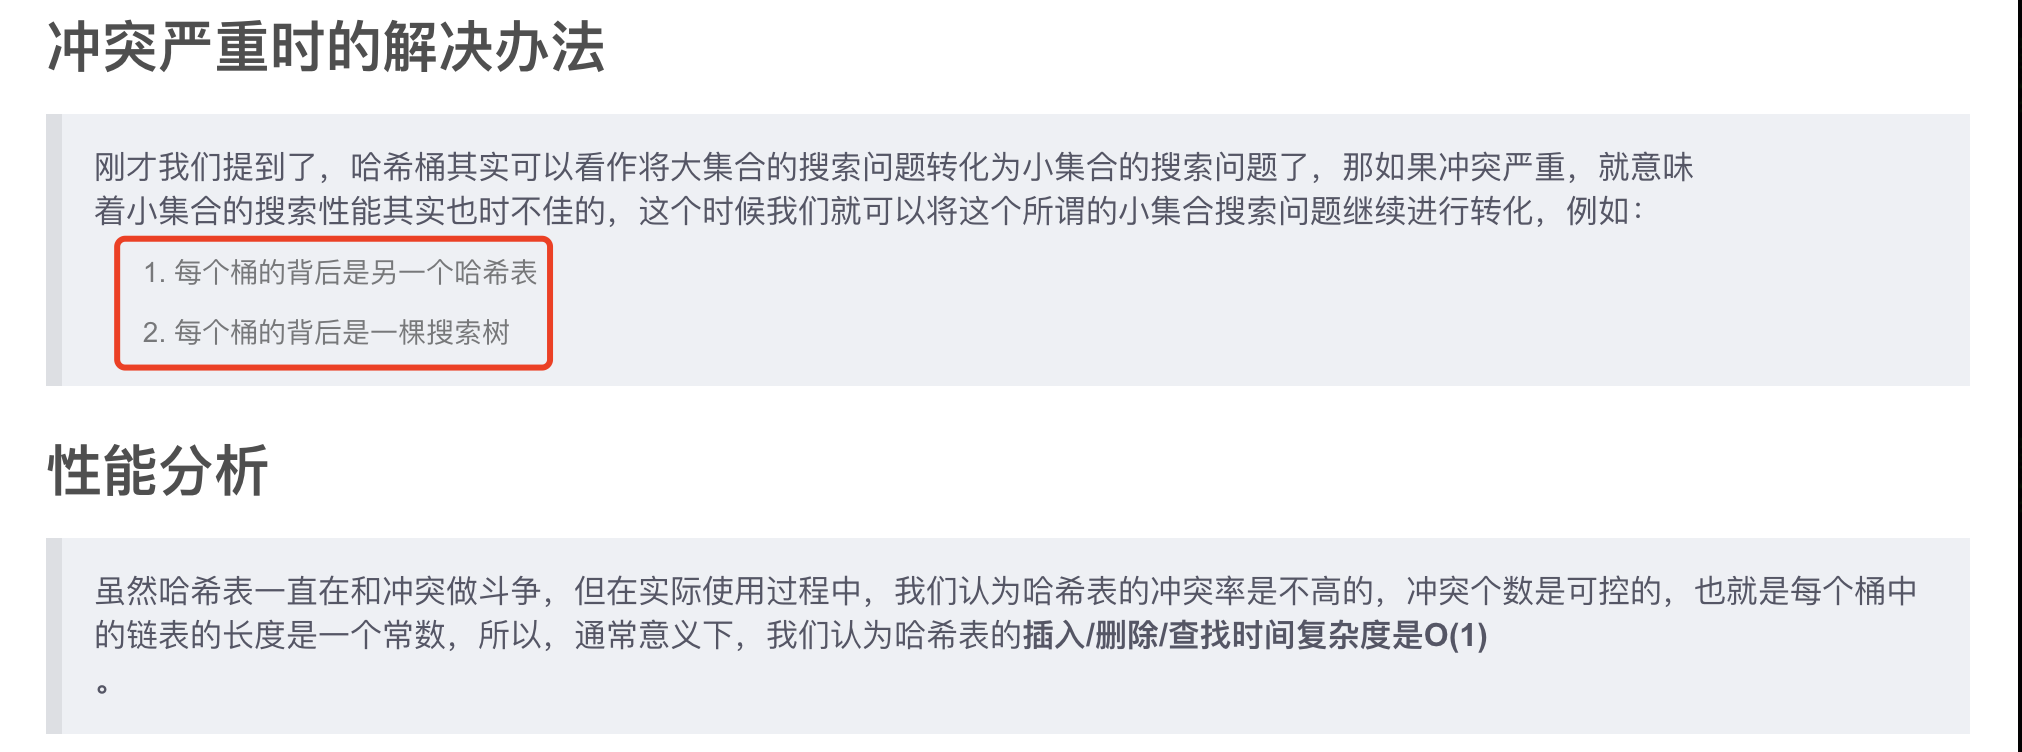 冲突严重时的解决办法
刚才我们提到了，哈希桶其实可以看作将大集合的搜索问题转化为小集合的搜索问题了，那如果冲突严重，就意味
着小集合的搜索性能其实也时不佳的，这个时候我们就可以将这个所谓的小集合搜索问题继续进行转化，例如：
1. 每个桶的背后是另一个哈希表
2. 每个桶的背后是一棵搜索树
性能分析
虽然哈希表一直在和冲突做斗争，但在实际使用过程中，我们认为哈希表的冲突率是不高的，冲突个数是可控的，也就是每个桶中
的链表的长度是一个常数，所以，通常意义下，我们认为哈希表的插入/删除/查找时间复杂度是O(1)
。